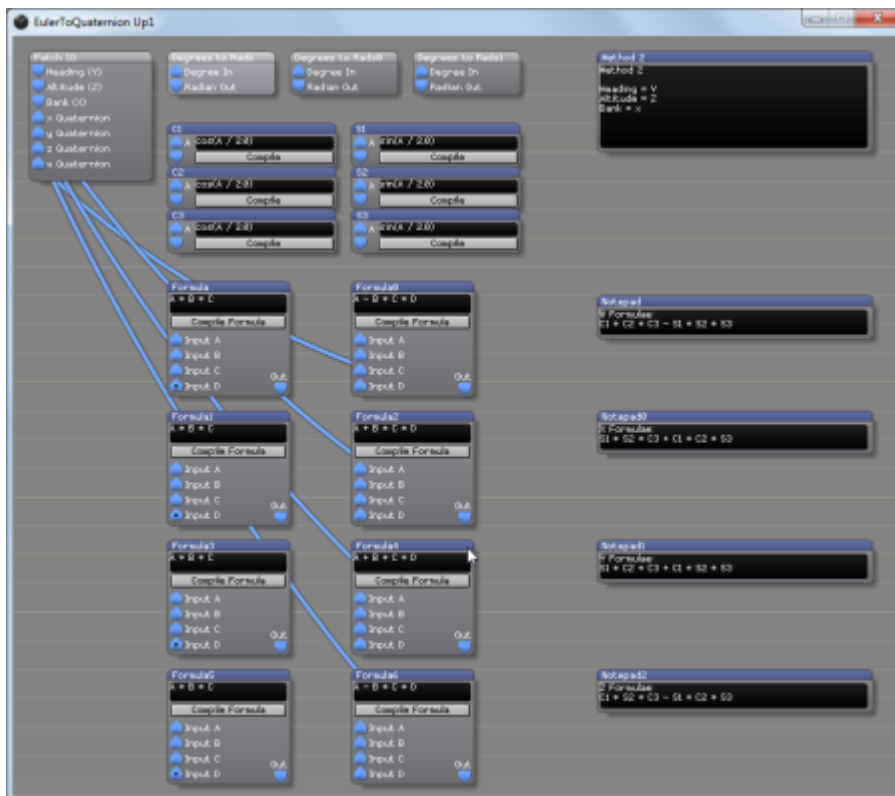 EulerToQuaternion Up1
Patch IO
Heading (Y)
Altitude (Z)
Bank (X)
x Quaternion
y Quaternion
z Quaternion
w Quaternion
Degrees to Rads
Degree In
Radian Out
Degrees to Rads0
Degree In
Radian Out
Degrees to Rads1
Degree In
Radian Out
Method 2
Method 2
Heading = Y
Altitude = Z
Bank = x
C1
A cos(A / 2.0)
Compile
S1
A sin(A / 2.0)
Compile
C2
A cos(A / 2.0)
Compile
S2
A sin(A / 2.0)
Compile
C3
A cos(A / 2.0)
Compile
S3
A sin(A / 2.0)
Compile
Formula
A * B * C
Compile Formula
Input A
Input B
Input C
Input D
Out
Formula0
A - B * C * D
Compile Formula
Input A
Input B
Input C
Input D
Out
Notepad
W Formulae:
C1 * C2 * C3 - S1 * S2 * S3
Formula1
A * B * C
Compile Formula
Input A
Input B
Input C
Input D
Out
Formula2
A + B * C * D
Compile Formula
Input A
Input B
Input C
Input D
Out
Notepad0
X Formulae:
S1 * S2 * C3 + C1 * C2 * S3
Formula3
A * B * C
Compile Formula
Input A
Input B
Input C
Input D
Out
Formula4
A + B * C * D
Compile Formula
Input A
Input B
Input C
Input D
Out
Notepad1
Y Formulae:
S1 * C2 * C3 + C1 * S2 * S3
Formula5
A * B * C
Compile Formula
Input A
Input B
Input C
Input D
Out
Formula6
A - B * C * D
Compile Formula
Input A
Input B
Input C
Input D
Out
Notepad2
Z Formulae:
C1 * S2 * C3 - S1 * C2 * S3